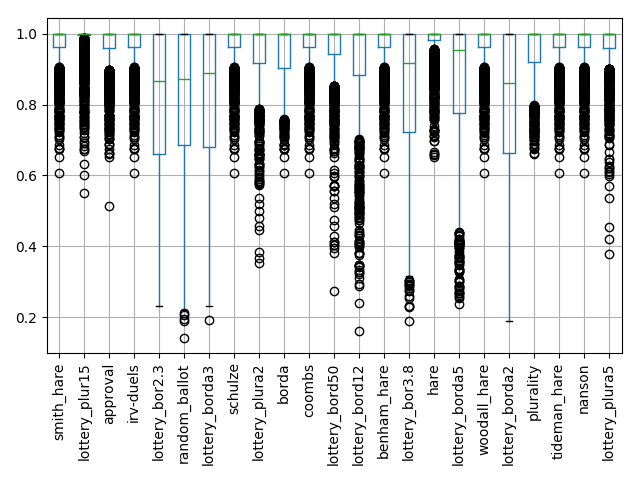 1.0
0.8
0.6
0.4
0.2
smith_hare
lottery_plur15
approval
irv-duels
lottery_bor2.3
random_ballot
lottery_borda3
schulze
lottery_plura2
borda
coombs
lottery_bord50
lottery_bord12
benham_hare
lottery_bor3.8
hare
lottery_borda5
woodall_hare
lottery_borda2
plurality
tideman_hare
nanson
lottery_plura5